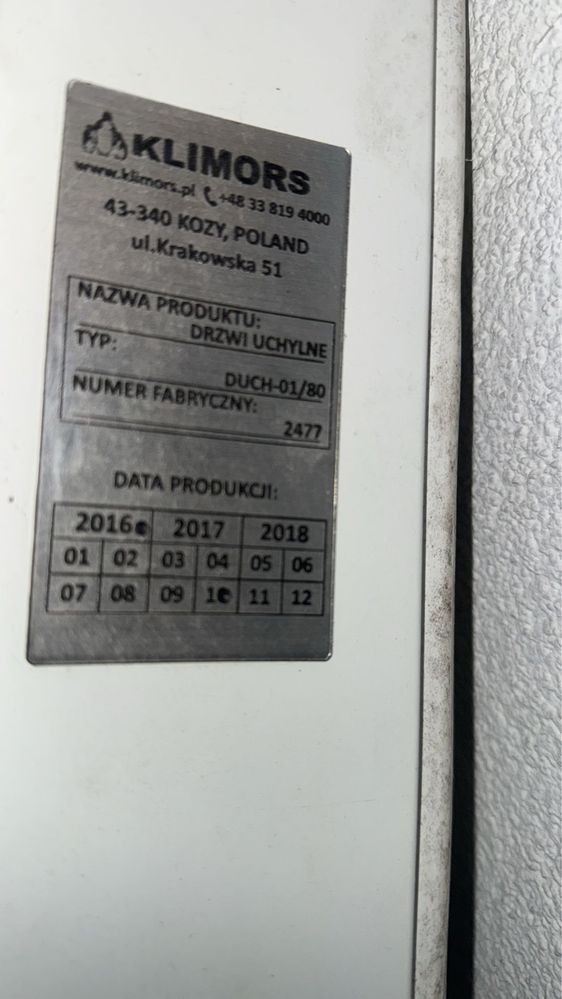 KLIMORS
www.klimors.pl +48 33 819 4000
43-340 KOZY, POLAND
ul.Krakowska 51
NAZWA PRODUKTU:
DRZWI UCHYLNE
TYP:
DUCH-01/80
NUMER FABRYCZNY:
2477
DATA PRODUKCJI:
2016 2017 2018
01 02 03 04 05 06
07 08 09 10 11 12